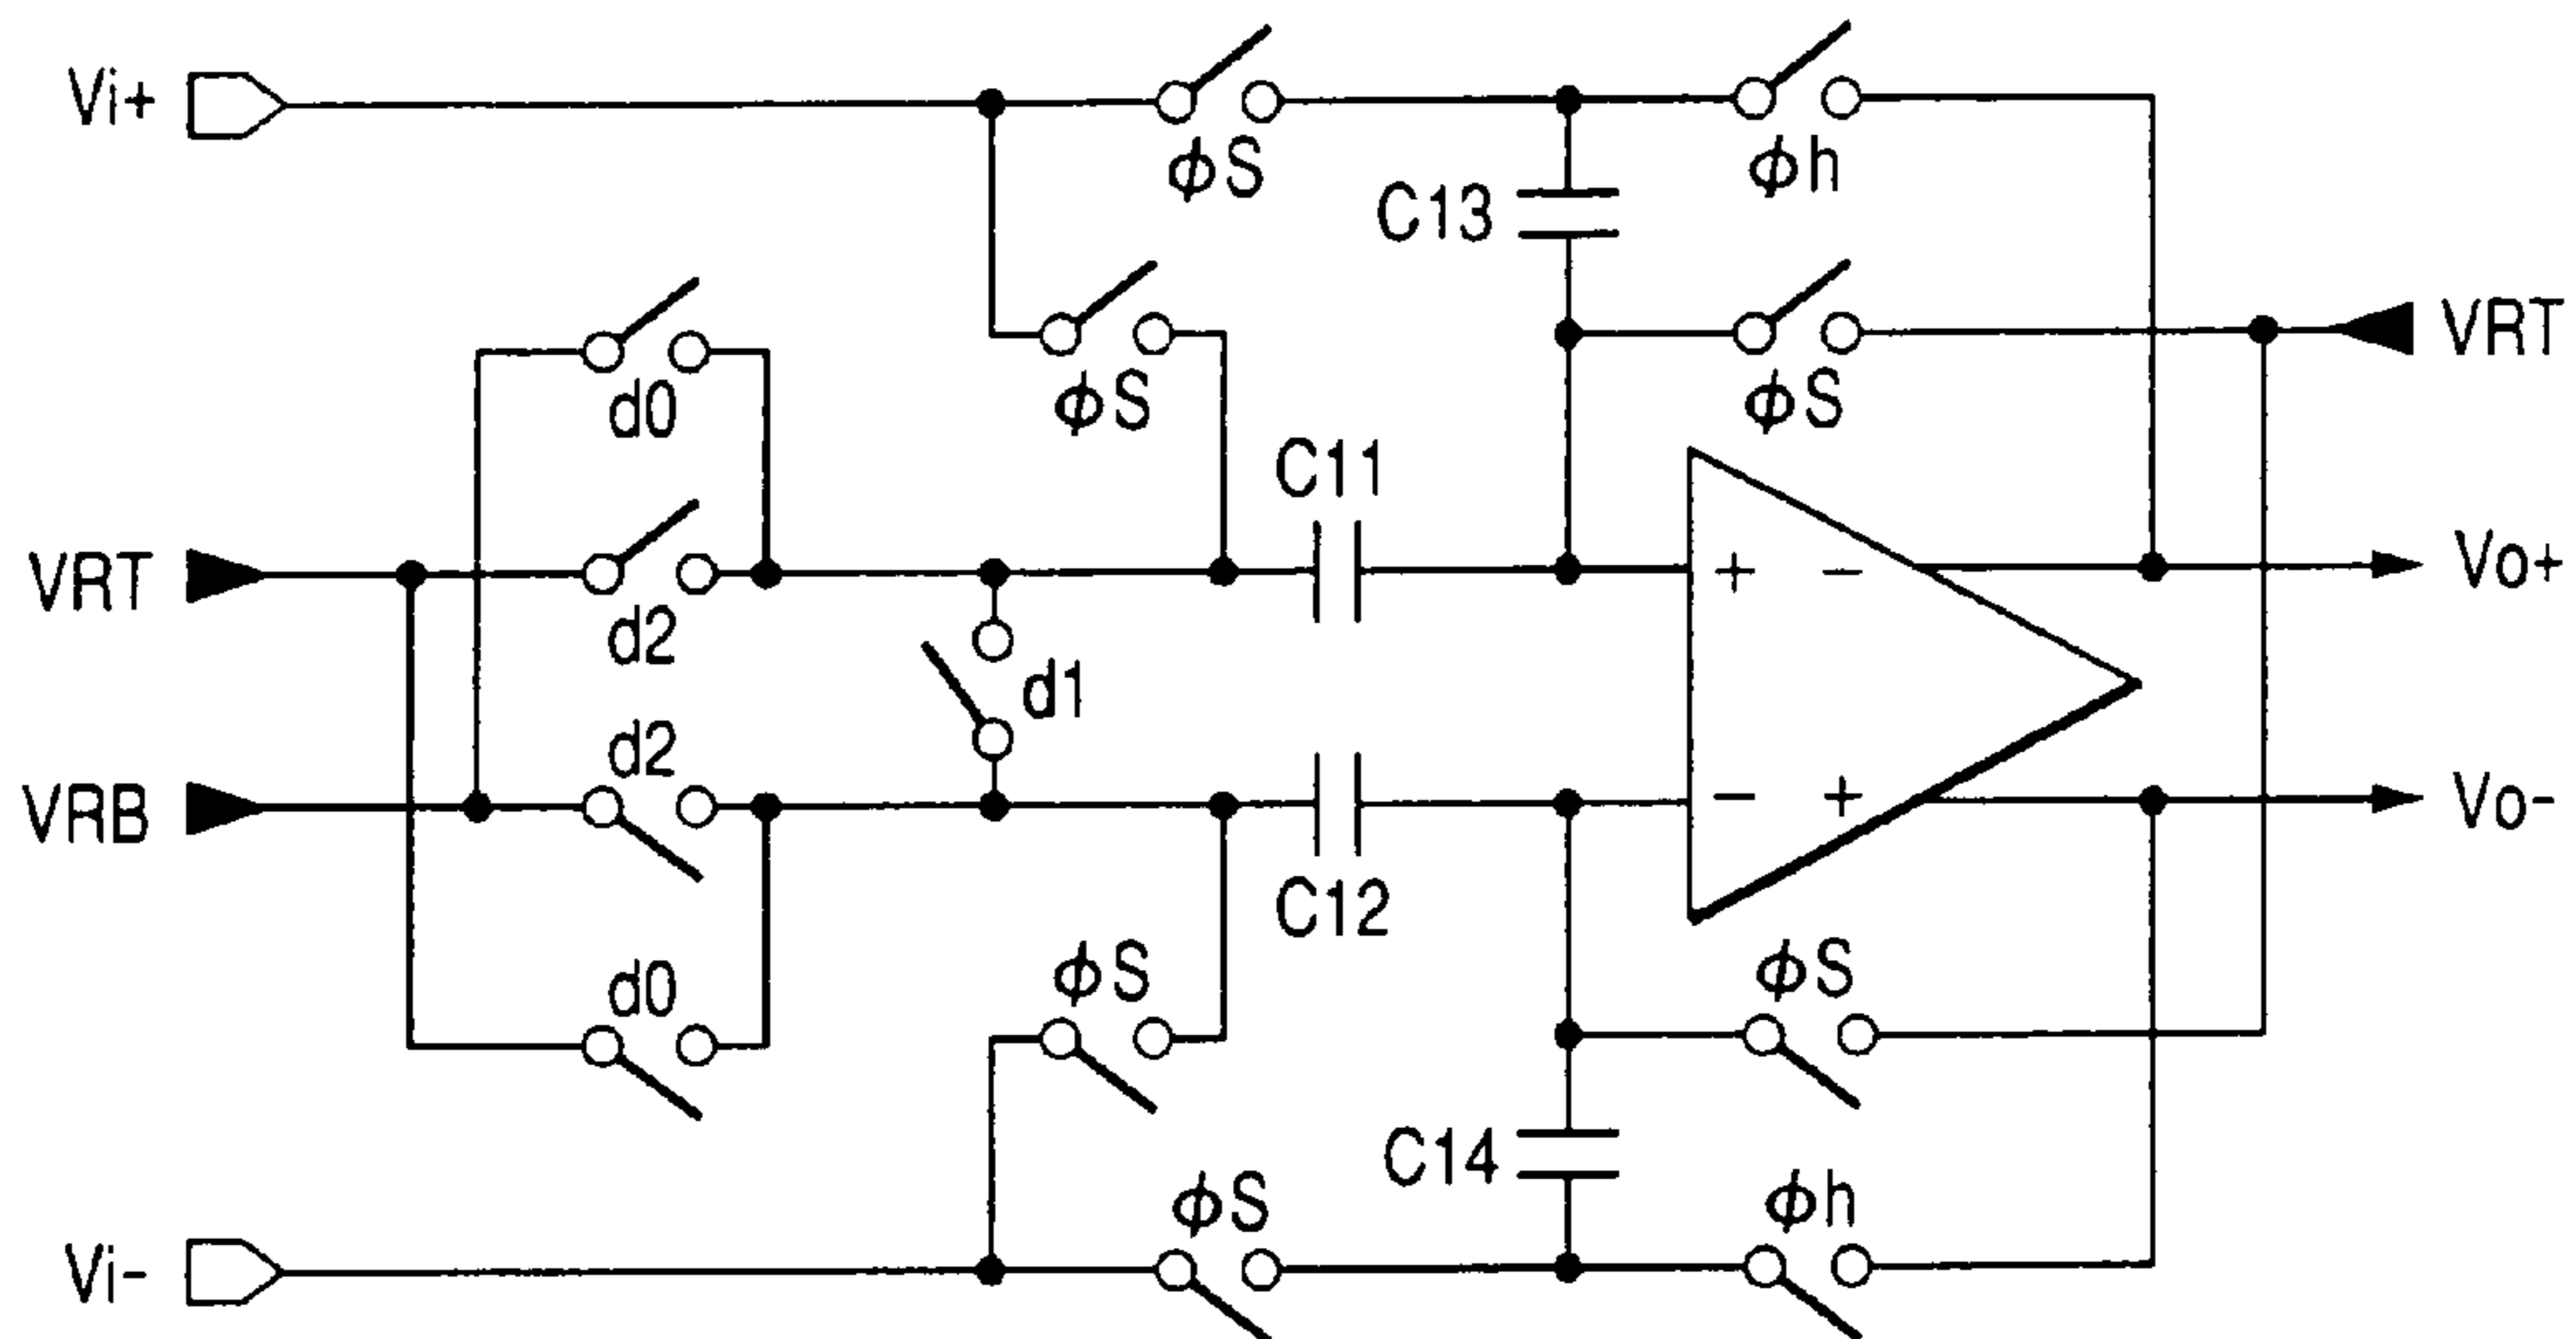 Vi+
ϕS
ϕh
C13
ϕS
ϕS
VRT
d0
C11
VRT
d2
+ −
Vo+
d1
VRB
d2
− +
Vo-
C12
d0
ϕS
ϕS
C14
ϕS
ϕh
Vi-